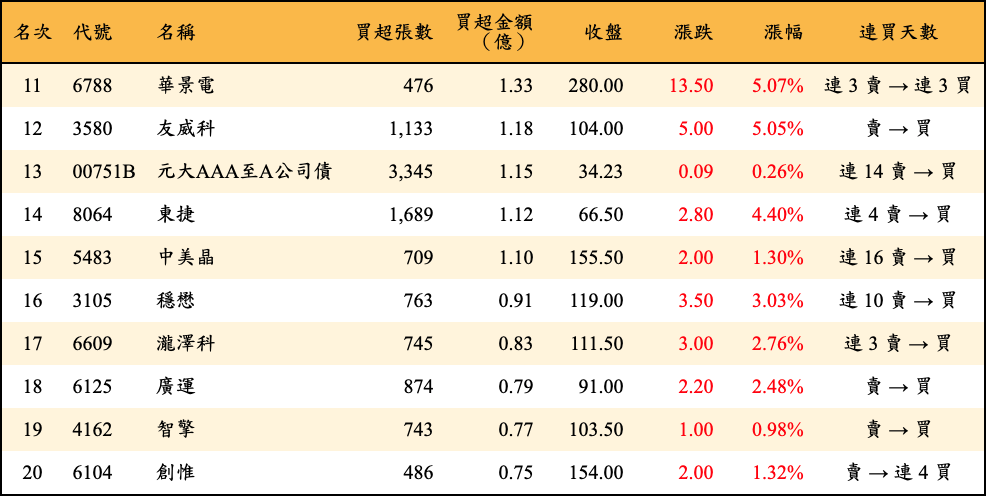 名次 代號 名稱 買超張數 買超金額（億） 收盤 漲跌 漲幅 連買天數
11 6788 華景電 476 1.33 280.00 13.50 5.07% 連 3 賣 → 連 3 買
12 3580 友威科 1,133 1.18 104.00 5.00 5.05% 賣 → 買
13 00751B 元大AAA至A公司債 3,345 1.15 34.23 0.09 0.26% 連 14 賣 → 買
14 8064 東捷 1,689 1.12 66.50 2.80 4.40% 連 4 賣 → 買
15 5483 中美晶 709 1.10 155.50 2.00 1.30% 連 16 賣 → 買
16 3105 穩懋 763 0.91 119.00 3.50 3.03% 連 10 賣 → 買
17 6609 瀧澤科 745 0.83 111.50 3.00 2.76% 連 3 賣 → 買
18 6125 廣運 874 0.79 91.00 2.20 2.48% 賣 → 買
19 4162 智擎 743 0.77 103.50 1.00 0.98% 賣 → 買
20 6104 創惟 486 0.75 154.00 2.00 1.32% 賣 → 連 4 買